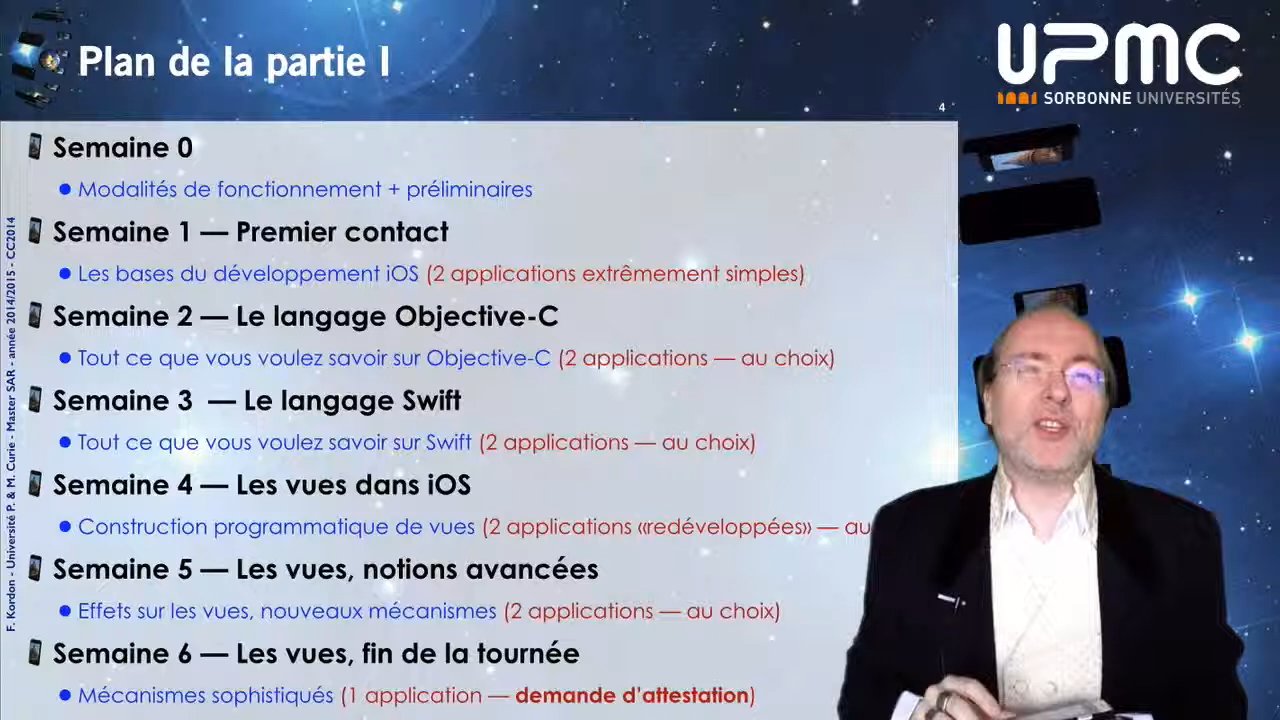 Plan de la partie I
UPMC
SORBONNE UNIVERSITÉS
4
Semaine 0
Modalités de fonctionnement + préliminaires
Semaine 1 — Premier contact
Les bases du développement iOS (2 applications extrêmement simples)
Semaine 2 — Le langage Objective-C
Tout ce que vous voulez savoir sur Objective-C (2 applications — au choix)
Semaine 3 — Le langage Swift
Tout ce que vous voulez savoir sur Swift (2 applications — au choix)
Semaine 4 — Les vues dans iOS
Construction programmatique de vues (2 applications «redéveloppées» — au
Semaine 5 — Les vues, notions avancées
Effets sur les vues, nouveaux mécanismes (2 applications — au choix)
Semaine 6 — Les vues, fin de la tournée
Mécanismes sophistiqués (1 application — demande d'attestation)
F. Kordon - Université P. & M. Curie - Master SAR - année 2014/2015 - CC2014